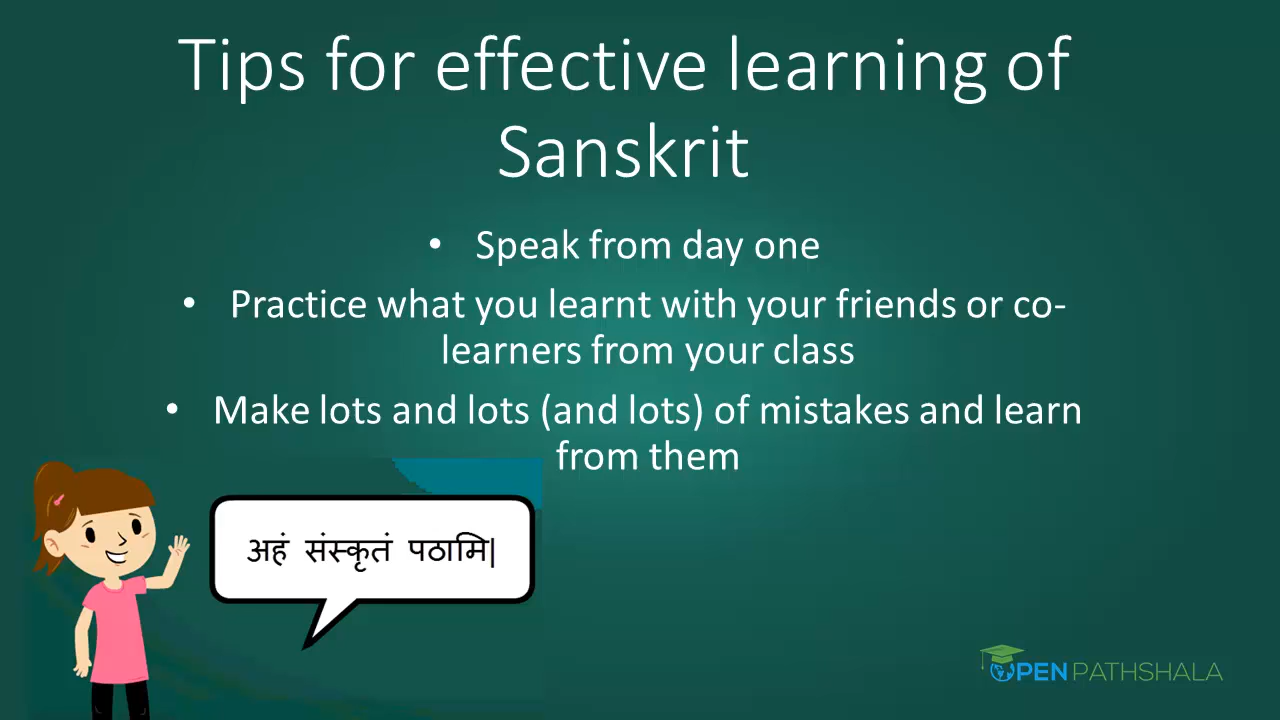 Tips for effective learning of
Sanskrit
• Speak from day one
• Practice what you learnt with your friends or co-
learners from your class
• Make lots and lots (and lots) of mistakes and learn
from them
अहं संस्कृतं पठामि|
OPEN PATHSHALA